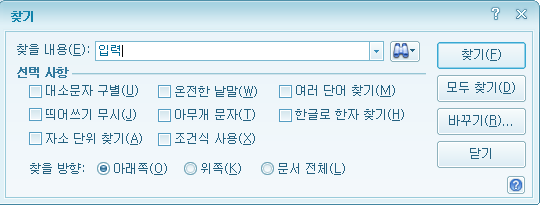 찾기
찾을 내용(E): 입력
찾기(F)
선택 사항
대소문자 구별(U) 온전한 낱말(W) 여러 단어 찾기(M)
모두 찾기(D)
띄어쓰기 무시(J) 아무개 문자(T) 한글로 한자 찾기(H)
바꾸기(R)...
자소 단위 찾기(A) 조건식 사용(X)
닫기
찾을 방향: 아래쪽(O) 위쪽(K) 문서 전체(L)